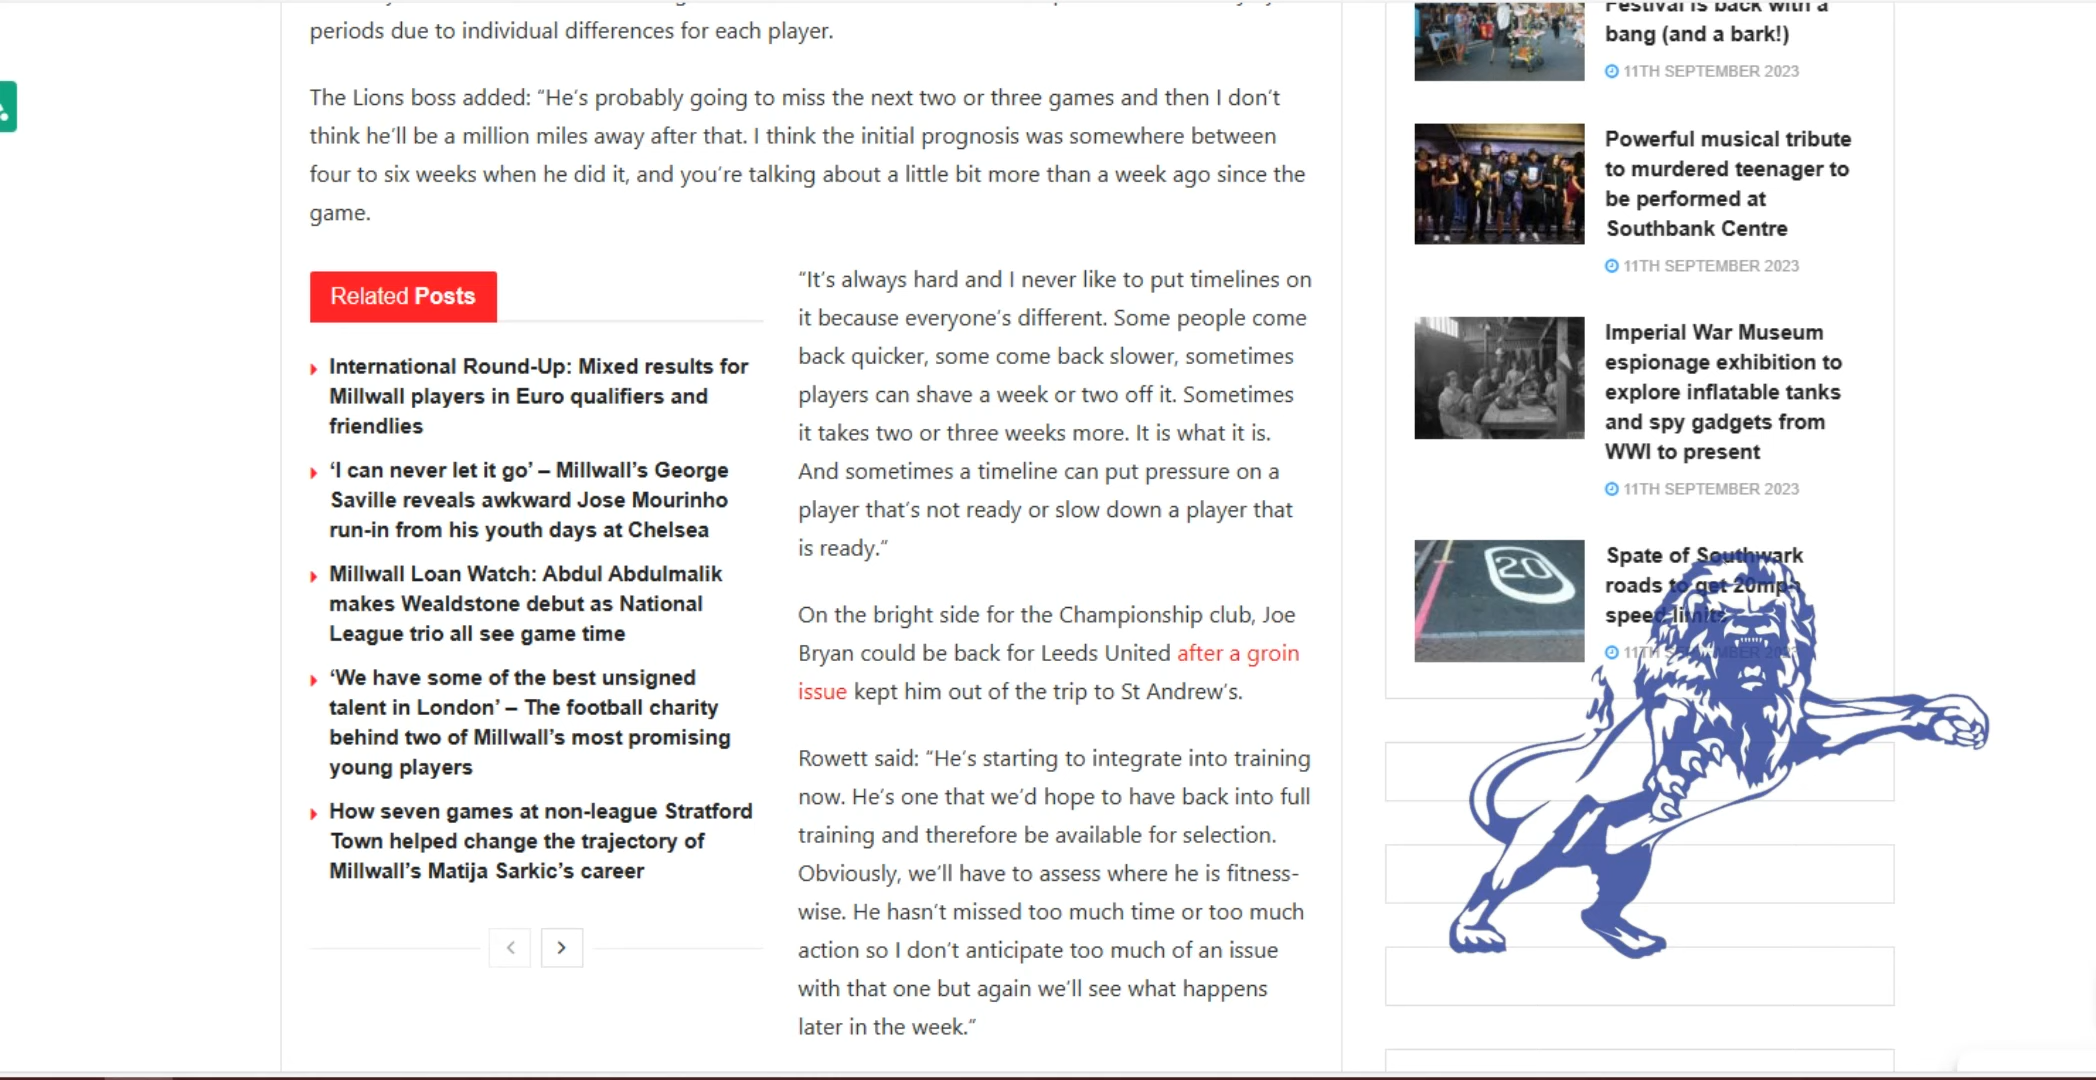 periods due to individual differences for each player.
The Lions boss added: “He’s probably going to miss the next two or three games and then I don’t
think he’ll be a million miles away after that. I think the initial prognosis was somewhere between
four to six weeks when he did it, and you’re talking about a little bit more than a week ago since the
game.
Related Posts
International Round-Up: Mixed results for
Millwall players in Euro qualifiers and
friendlies
‘I can never let it go’ – Millwall’s George
Saville reveals awkward Jose Mourinho
run-in from his youth days at Chelsea
Millwall Loan Watch: Abdul Abdulmalik
makes Wealdstone debut as National
League trio all see game time
‘We have some of the best unsigned
talent in London’ – The football charity
behind two of Millwall’s most promising
young players
How seven games at non-league Stratford
Town helped change the trajectory of
Millwall’s Matija Sarkic’s career
“It’s always hard and I never like to put timelines on
it because everyone’s different. Some people come
back quicker, some come back slower, sometimes
players can shave a week or two off it. Sometimes
it takes two or three weeks more. It is what it is.
And sometimes a timeline can put pressure on a
player that’s not ready or slow down a player that
is ready.”
On the bright side for the Championship club, Joe
Bryan could be back for Leeds United after a groin
issue kept him out of the trip to St Andrew’s.
Rowett said: “He’s starting to integrate into training
now. He’s one that we’d hope to have back into full
training and therefore be available for selection.
Obviously, we’ll have to assess where he is fitness-
wise. He hasn’t missed too much time or too much
action so I don’t anticipate too much of an issue
with that one but again we’ll see what happens
later in the week.”
Festival is back with a
bang (and a bark!)
11TH SEPTEMBER 2023
Powerful musical tribute
to murdered teenager to
be performed at
Southbank Centre
11TH SEPTEMBER 2023
Imperial War Museum
espionage exhibition to
explore inflatable tanks
and spy gadgets from
WWI to present
11TH SEPTEMBER 2023
20
Spate of Southwark
roads to get 20mph
speed limits
11TH SEPTEMBER 2023